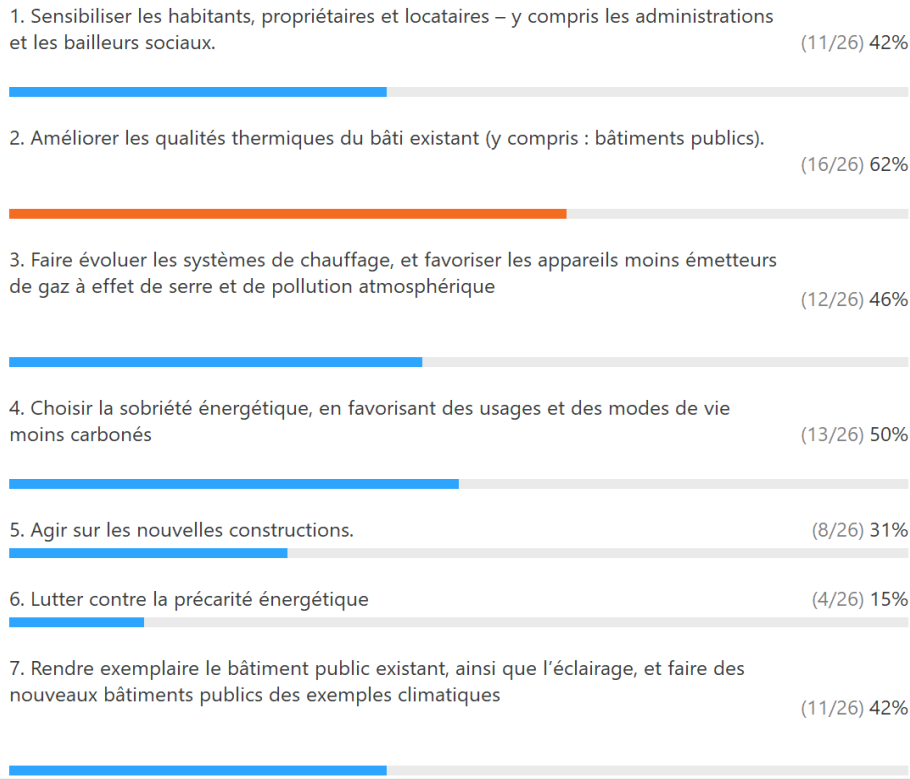 1. Sensibiliser les habitants, propriétaires et locataires – y compris les administrations
et les bailleurs sociaux.
(11/26) 42%
2. Améliorer les qualités thermiques du bâti existant (y compris : bâtiments publics).
(16/26) 62%
3. Faire évoluer les systèmes de chauffage, et favoriser les appareils moins émetteurs
de gaz à effet de serre et de pollution atmosphérique
(12/26) 46%
4. Choisir la sobriété énergétique, en favorisant des usages et des modes de vie
moins carbonés
(13/26) 50%
5. Agir sur les nouvelles constructions.
(8/26) 31%
6. Lutter contre la précarité énergétique
(4/26) 15%
7. Rendre exemplaire le bâtiment public existant, ainsi que l’éclairage, et faire des
nouveaux bâtiments publics des exemples climatiques
(11/26) 42%